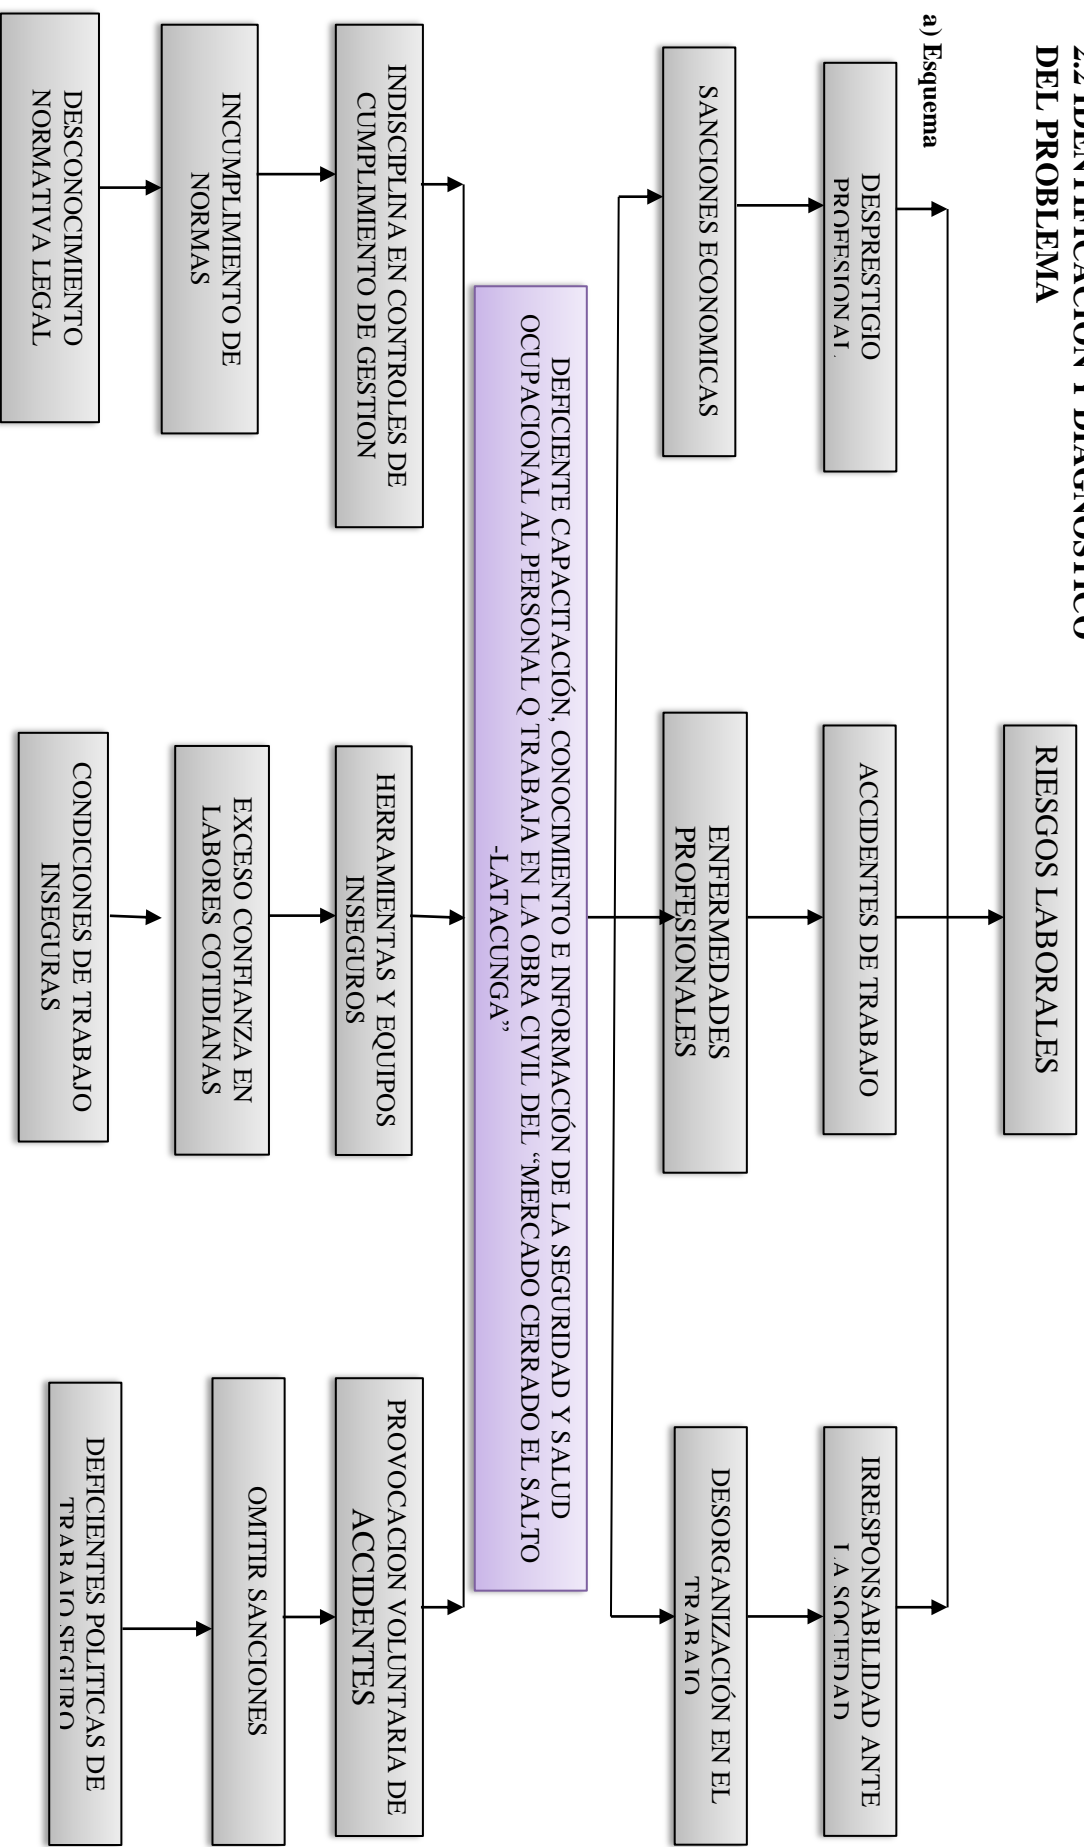 2.2 IDENTIFICACIÓN Y DIAGNÓSTICO
DEL PROBLEMA
a) Esquema
RIESGOS LABORALES
DESPRESTIGIO
PROFESIONAL
ACCIDENTES DE TRABAJO
IRRESPONSABILIDAD ANTE
LA SOCIEDAD
SANCIONES ECONOMICAS
ENFERMEDADES
PROFESIONALES
DESORGANIZACIÓN EN EL
TRABAJO
DEFICIENTE CAPACITACIÓN, CONOCIMIENTO E INFORMACIÓN DE LA SEGURIDAD Y SALUD
OCUPACIONAL AL PERSONAL Q TRABAJA EN LA OBRA CIVIL DEL “MERCADO CERRADO EL SALTO
-LATACUNGA”
INDISCIPLINA EN CONTROLES DE
CUMPLIMIENTO DE GESTION
HERRAMIENTAS Y EQUIPOS
INSEGUROS
PROVOCACION VOLUNTARIA DE
ACCIDENTES
INCUMPLIMIENTO DE
NORMAS
EXCESO CONFIANZA EN
LABORES COTIDIANAS
OMITIR SANCIONES
DESCONOCIMIENTO
NORMATIVA LEGAL
CONDICIONES DE TRABAJO
INSEGURAS
DEFICIENTES POLITICAS DE
TRABAJO SEGURO